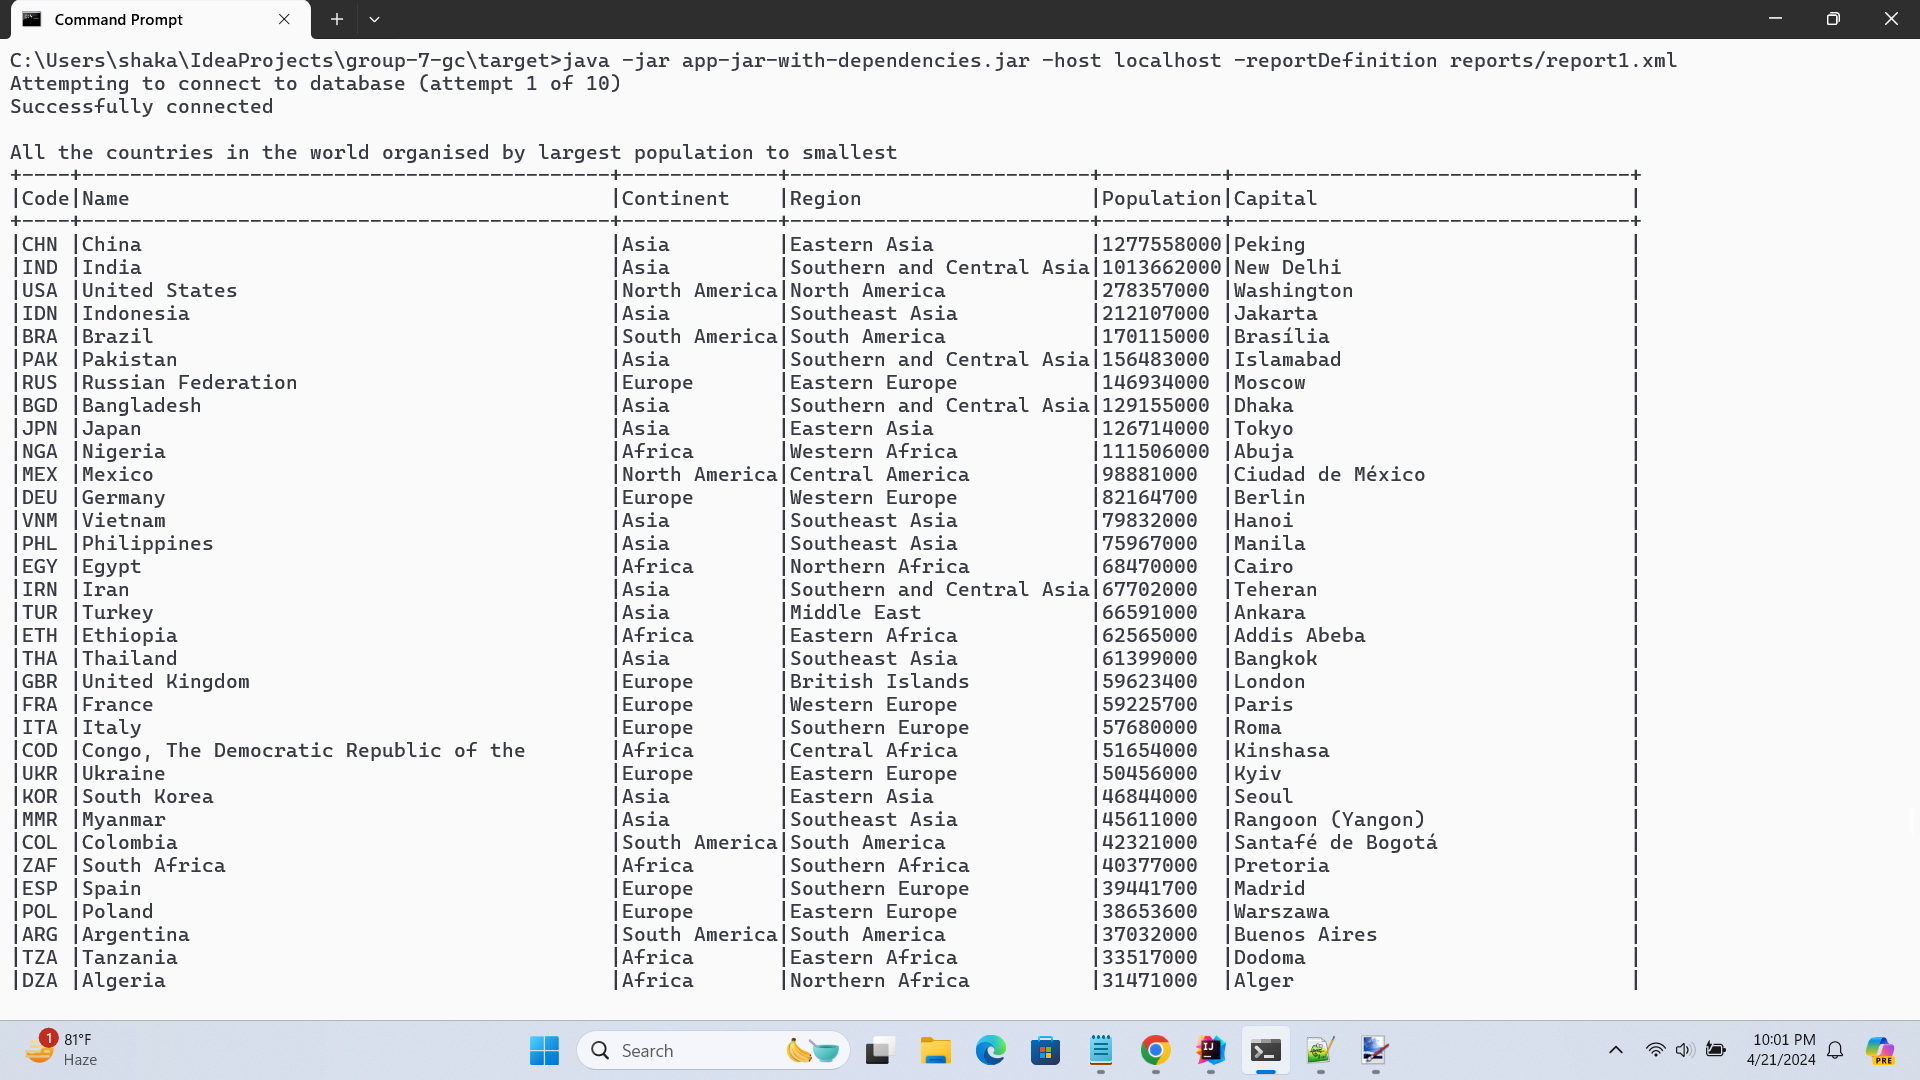 Command Prompt
C:\Users\shaka\IdeaProjects\group-7-gc\target>java -jar app-jar-with-dependencies.jar -host localhost -reportDefinition reports/report1.xml
Attempting to connect to database (attempt 1 of 10)
Successfully connected
All the countries in the world organised by largest population to smallest
+----+--------------------------------------------+-------------+-------------------------+----------+---------------------------------+
|Code|Name                                        |Continent    |Region                   |Population|Capital                          |
+----+--------------------------------------------+-------------+-------------------------+----------+---------------------------------+
|CHN |China                                       |Asia         |Eastern Asia             |1277558000|Peking                           |
|IND |India                                       |Asia         |Southern and Central Asia|1013662000|New Delhi                        |
|USA |United States                               |North America|North America            |278357000 |Washington                       |
|IDN |Indonesia                                   |Asia         |Southeast Asia           |212107000 |Jakarta                          |
|BRA |Brazil                                      |South America|South America            |170115000 |Brasília                         |
|PAK |Pakistan                                    |Asia         |Southern and Central Asia|156483000 |Islamabad                        |
|RUS |Russian Federation                          |Europe       |Eastern Europe           |146934000 |Moscow                           |
|BGD |Bangladesh                                  |Asia         |Southern and Central Asia|129155000 |Dhaka                            |
|JPN |Japan                                       |Asia         |Eastern Asia             |126714000 |Tokyo                            |
|NGA |Nigeria                                     |Africa       |Western Africa           |111506000 |Abuja                            |
|MEX |Mexico                                      |North America|Central America          |98881000  |Ciudad de México                 |
|DEU |Germany                                     |Europe       |Western Europe           |82164700  |Berlin                           |
|VNM |Vietnam                                     |Asia         |Southeast Asia           |79832000  |Hanoi                            |
|PHL |Philippines                                 |Asia         |Southeast Asia           |75967000  |Manila                           |
|EGY |Egypt                                       |Africa       |Northern Africa          |68470000  |Cairo                            |
|IRN |Iran                                        |Asia         |Southern and Central Asia|67702000  |Teheran                          |
|TUR |Turkey                                      |Asia         |Middle East              |66591000  |Ankara                           |
|ETH |Ethiopia                                    |Africa       |Eastern Africa           |62565000  |Addis Abeba                      |
|THA |Thailand                                    |Asia         |Southeast Asia           |61399000  |Bangkok                          |
|GBR |United Kingdom                              |Europe       |British Islands          |59623400  |London                           |
|FRA |France                                      |Europe       |Western Europe           |59225700  |Paris                            |
|ITA |Italy                                       |Europe       |Southern Europe          |57680000  |Roma                             |
|COD |Congo, The Democratic Republic of the       |Africa       |Central Africa           |51654000  |Kinshasa                         |
|UKR |Ukraine                                     |Europe       |Eastern Europe           |50456000  |Kyiv                             |
|KOR |South Korea                                 |Asia         |Eastern Asia             |46844000  |Seoul                            |
|MMR |Myanmar                                     |Asia         |Southeast Asia           |45611000  |Rangoon (Yangon)                 |
|COL |Colombia                                    |South America|South America            |42321000  |Santafé de Bogotá                |
|ZAF |South Africa                                |Africa       |Southern Africa          |40377000  |Pretoria                         |
|ESP |Spain                                       |Europe       |Southern Europe          |39441700  |Madrid                           |
|POL |Poland                                      |Europe       |Eastern Europe           |38653600  |Warszawa                         |
|ARG |Argentina                                   |South America|South America            |37032000  |Buenos Aires                     |
|TZA |Tanzania                                    |Africa       |Eastern Africa           |33517000  |Dodoma                           |
|DZA |Algeria                                     |Africa       |Northern Africa          |31471000  |Alger                            |
1
81°F
Haze
Search
IJ
PRE
10:01 PM
4/21/2024